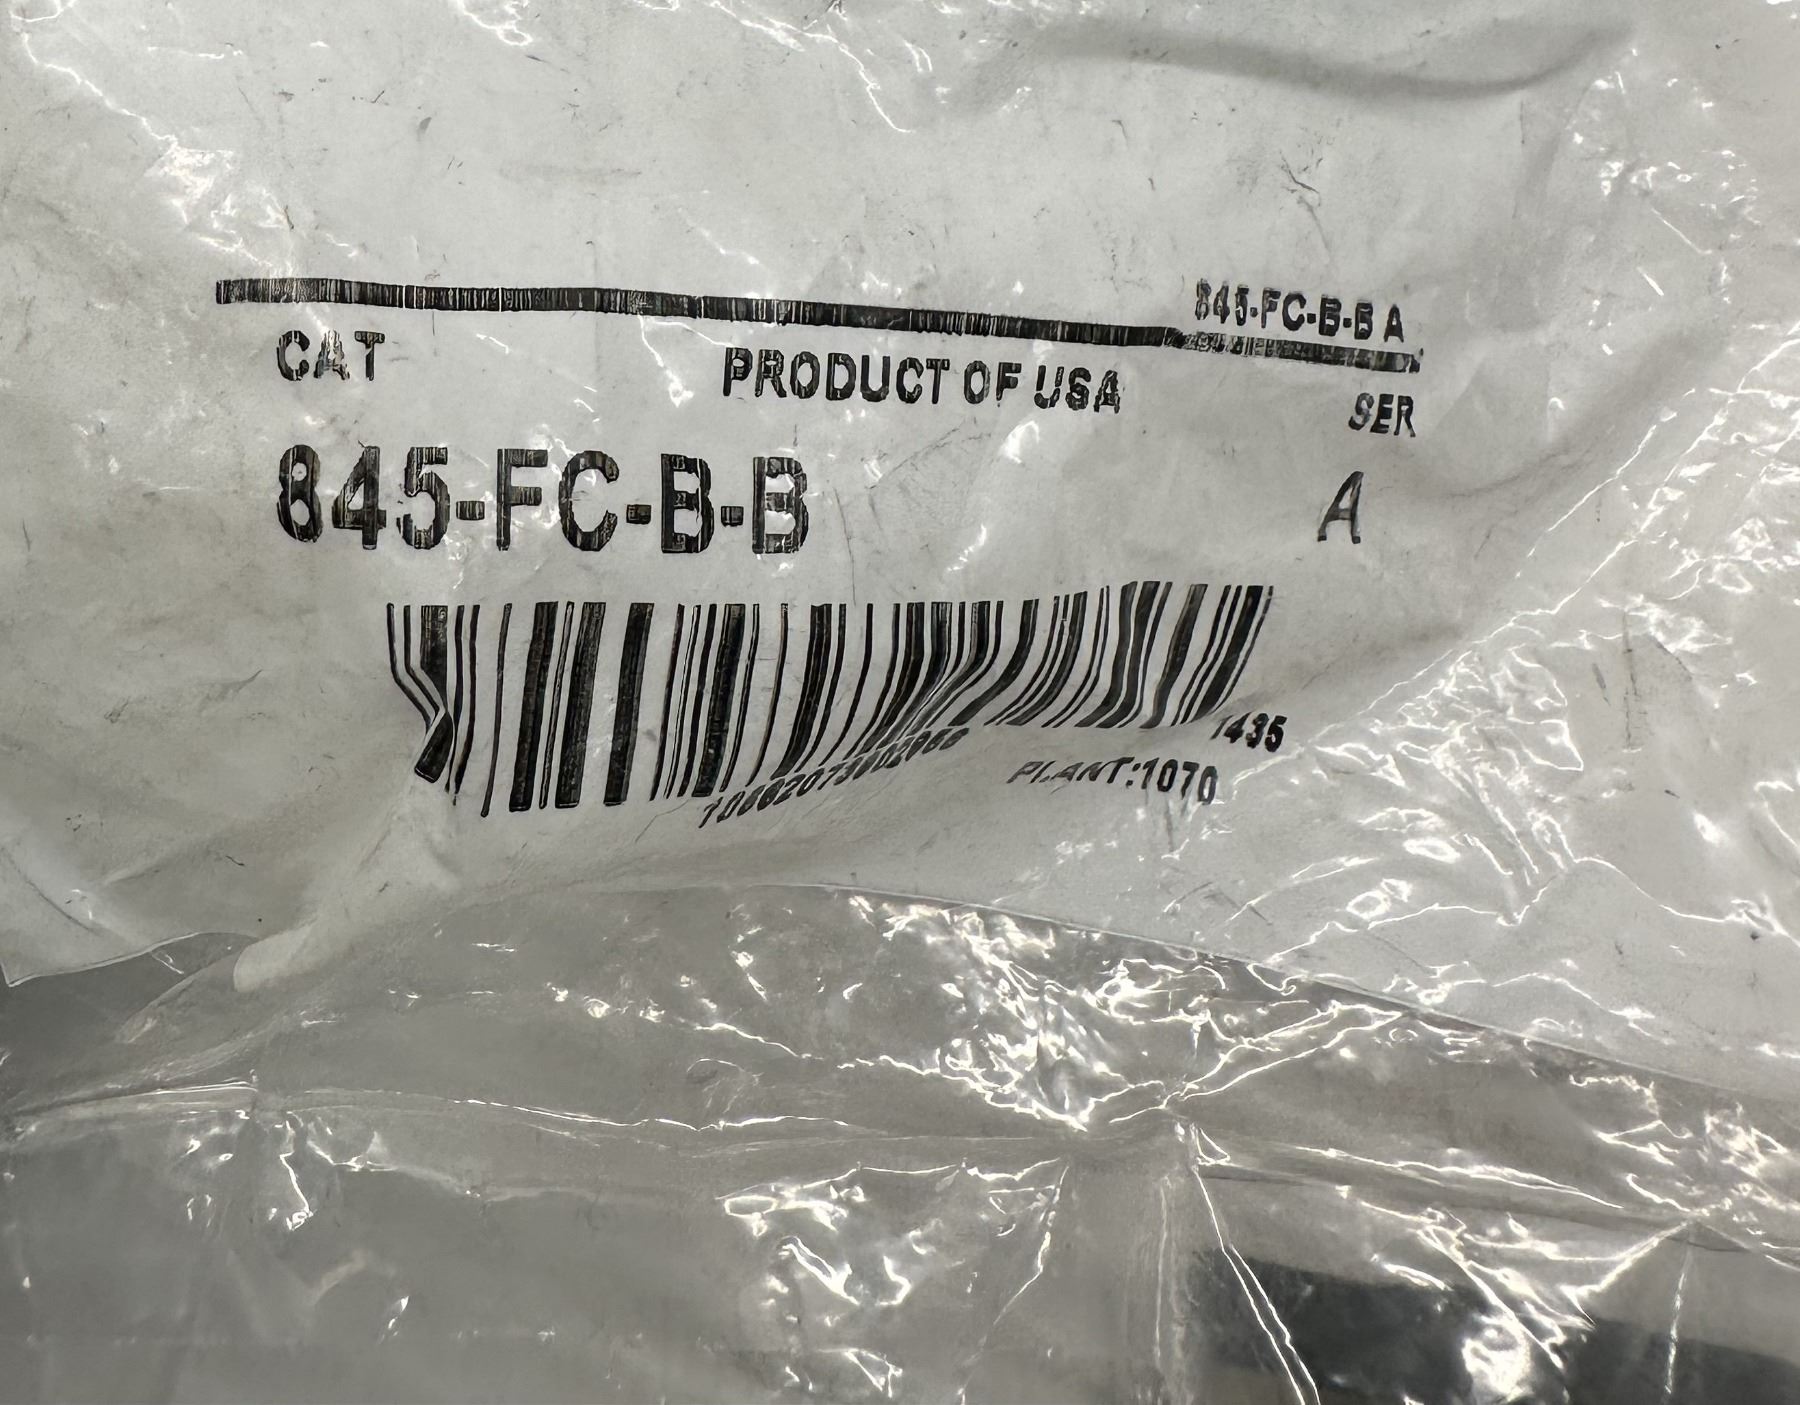 845-FC-B-B A
CAT PRODUCT OF USA SER
845-FC-B-B A
1435
PLANT:1070